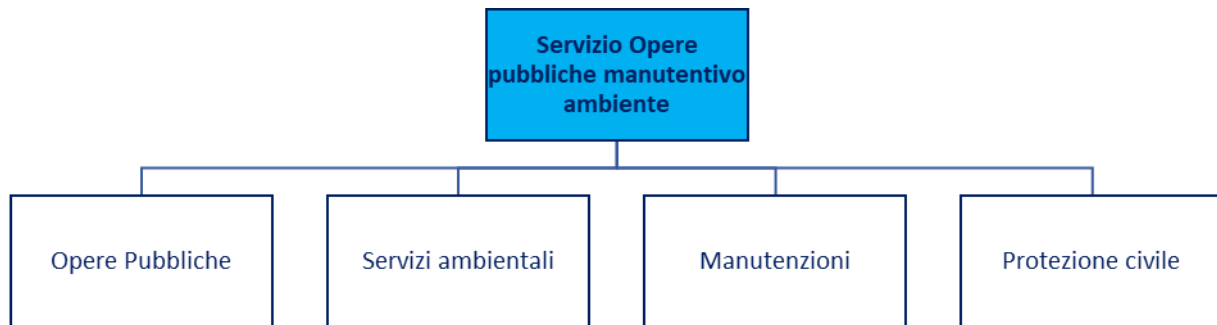 Servizio Opere
pubbliche manutentivo
ambiente
Opere Pubbliche
Servizi ambientali
Manutenzioni
Protezione civile